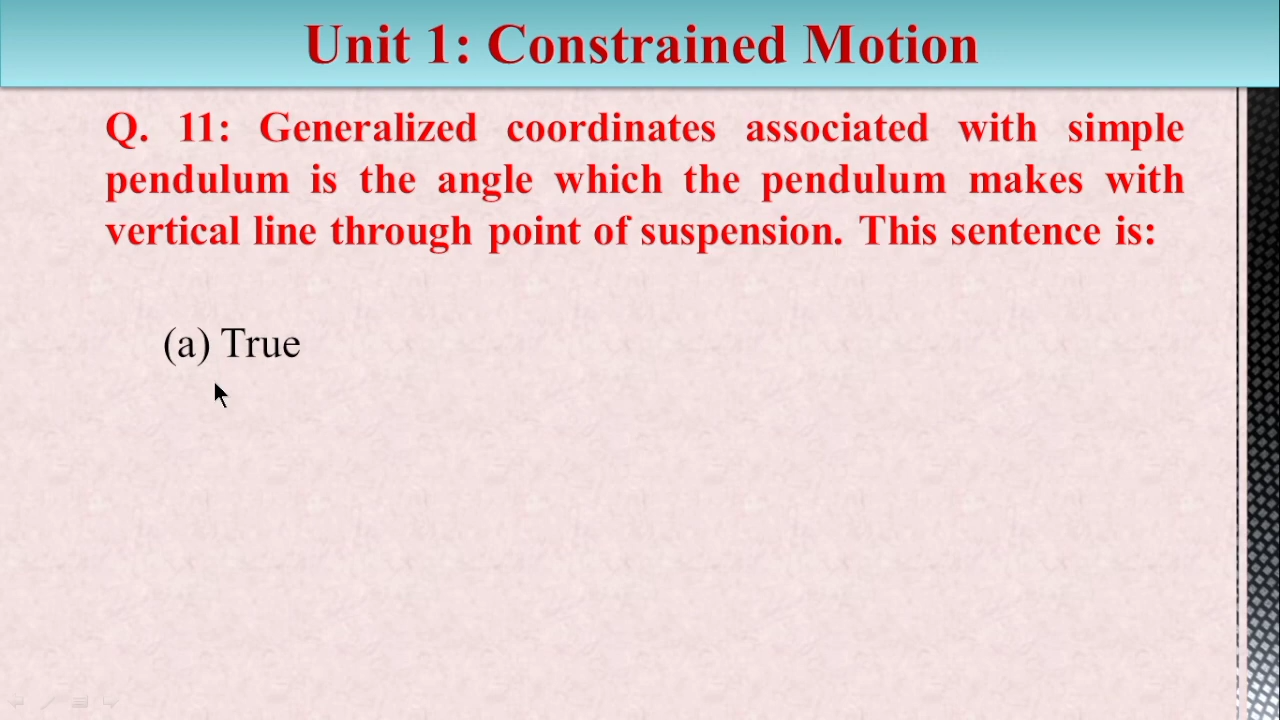 Unit 1: Constrained Motion
Q. 11: Generalized coordinates associated with simple
pendulum is the angle which the pendulum makes with
vertical line through point of suspension. This sentence is:
(a) True